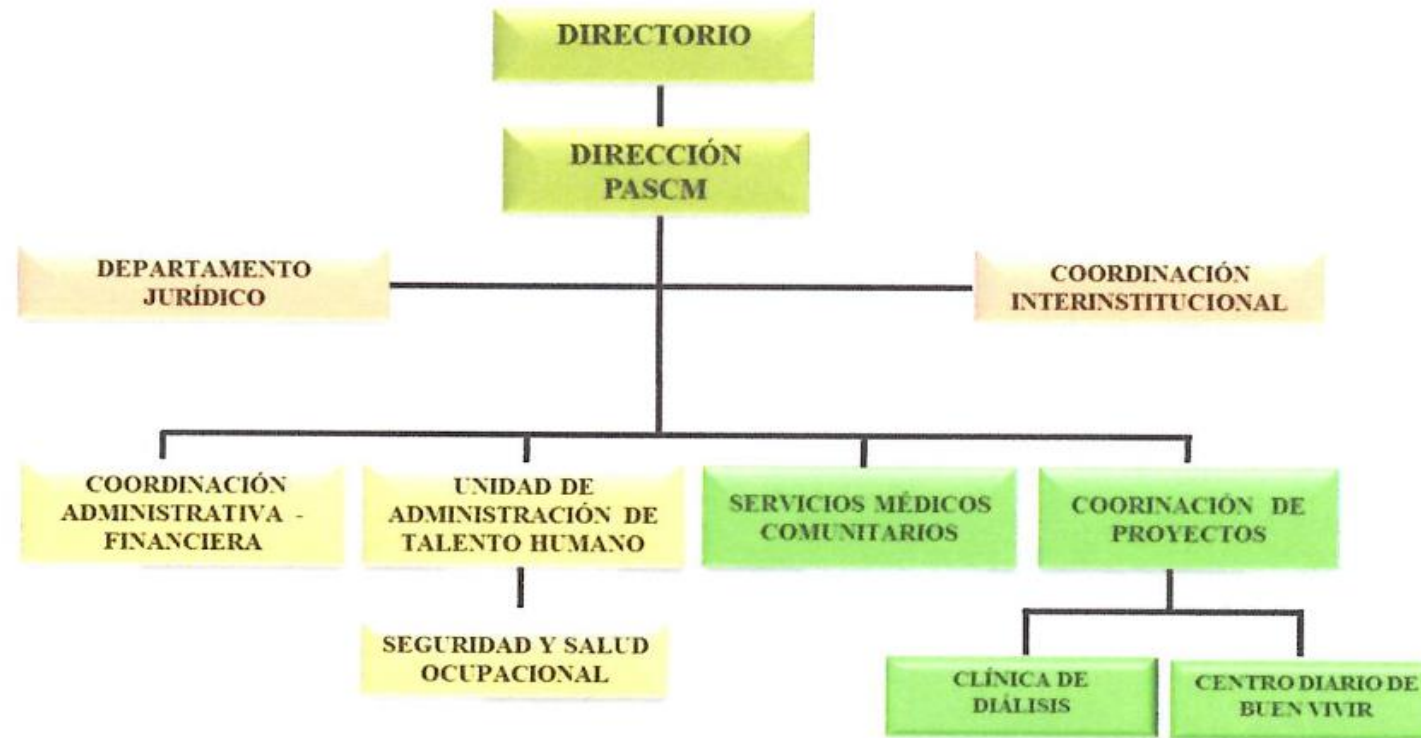 DIRECTORIO
DIRECCIÓN
PASCM
DEPARTAMENTO
JURÍDICO
COORDINACIÓN
INTERINSTITUCIONAL
COORDINACIÓN
ADMINISTRATIVA -
FINANCIERA
UNIDAD DE
ADMINISTRACIÓN DE
TALENTO HUMANO
SERVICIOS MÉDICOS
COMUNITARIOS
COORINACIÓN DE
PROYECTOS
SEGURIDAD Y SALUD
OCUPACIONAL
CLÍNICA DE
DIÁLISIS
CENTRO DIARIO DE
BUEN VIVIR